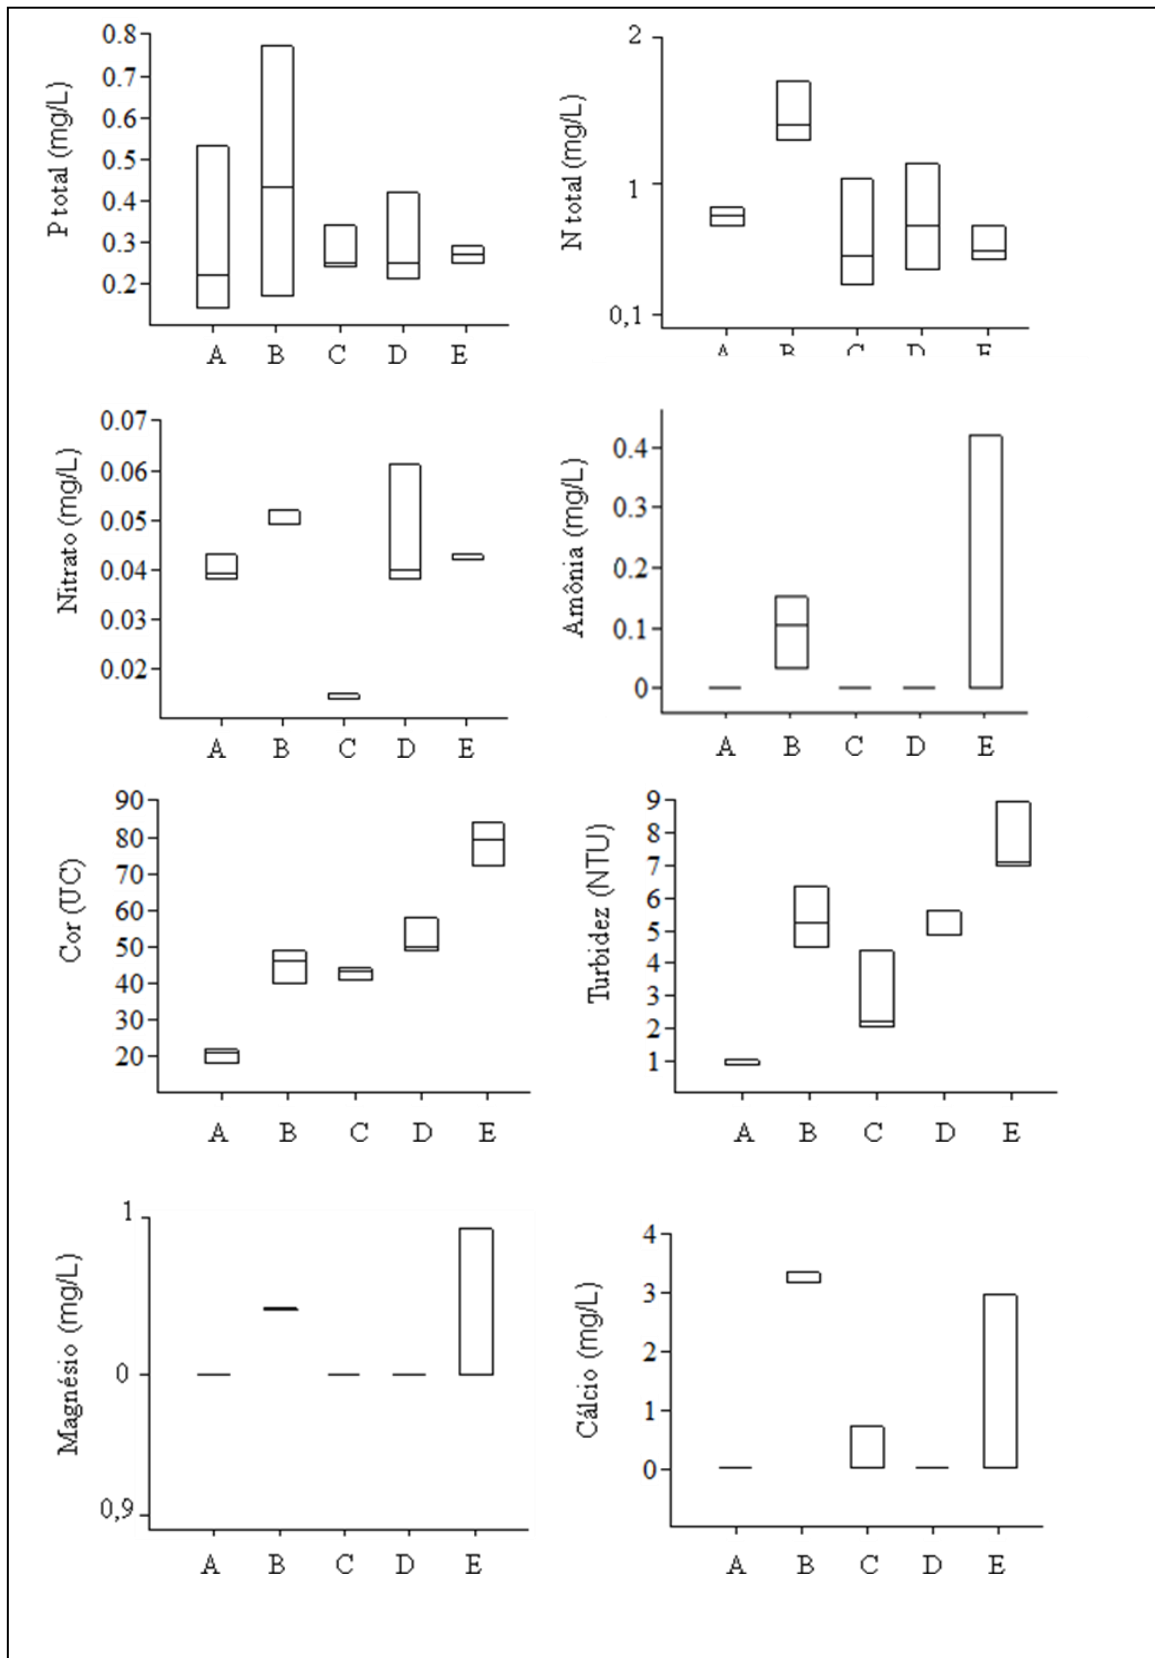 P total (mg/L)
0.8
0.7
0.6
0.5
0.4
0.3
0.2
A B C D E
N total (mg/L)
2
1
0,1
A B C D E
Nitrato (mg/L)
0.07
0.06
0.05
0.04
0.03
0.02
A B C D E
Amônia (mg/L)
0.4
0.3
0.2
0.1
0
A B C D E
Cor (UC)
90
80
70
60
50
40
30
20
A B C D E
Turbidez (NTU)
9
8
7
6
5
4
3
2
1
A B C D E
Magnésio (mg/L)
1
0
0,9
A B C D E
Cálcio (mg/L)
4
3
2
1
0
A B C D E